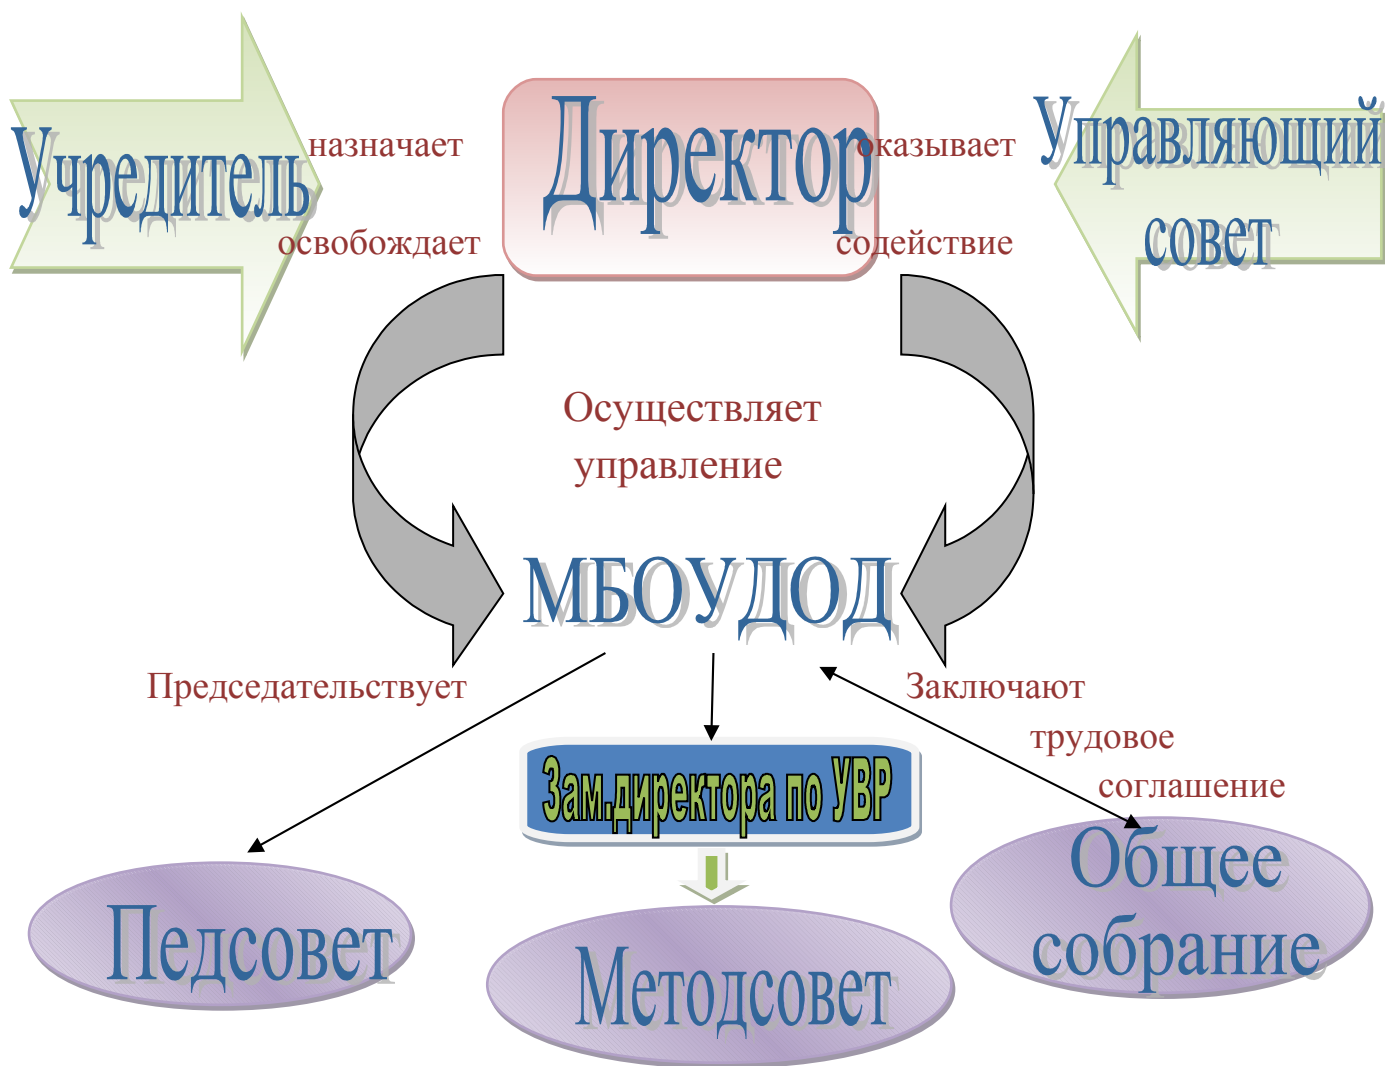 Учредитель
назначает
освобождает
Директор
оказывает
содействие
Управляющий
совет
Осуществляет
управление
МБОУДОД
Председательствует
Заключают
трудовое
соглашение
Зам.директора по УВР
Педсовет
Методсовет
Общее
собрание